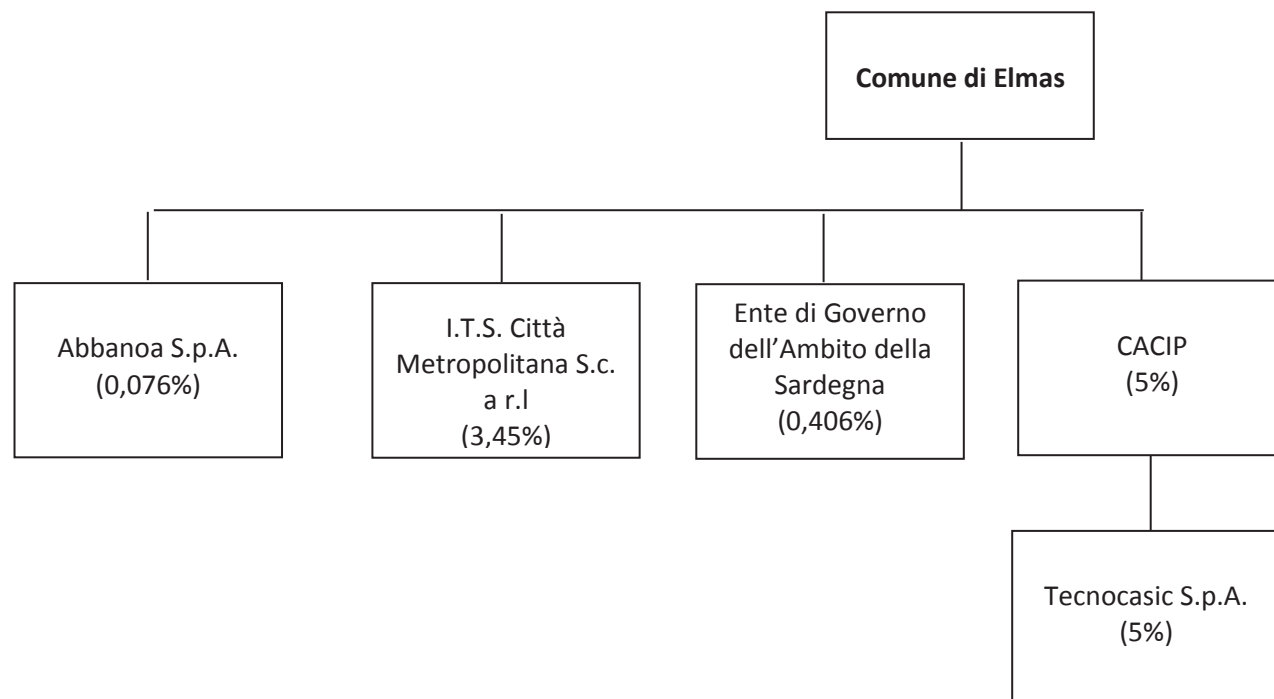 Comune di Elmas
Abbanoa S.p.A.
(0,076%)
I.T.S. Città
Metropolitana S.c.
a r.l
(3,45%)
Ente di Governo
dell’Ambito della
Sardegna
(0,406%)
CACIP
(5%)
Tecnocasic S.p.A.
(5%)